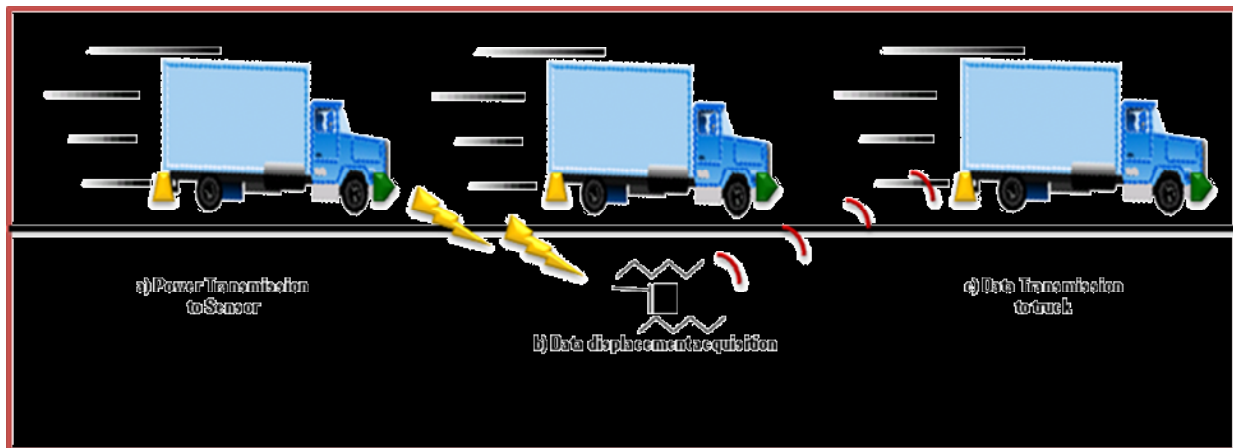 a) Power Transmission
to Sensor
b) Data displacement acquisition
c) Data Transmission
to truck